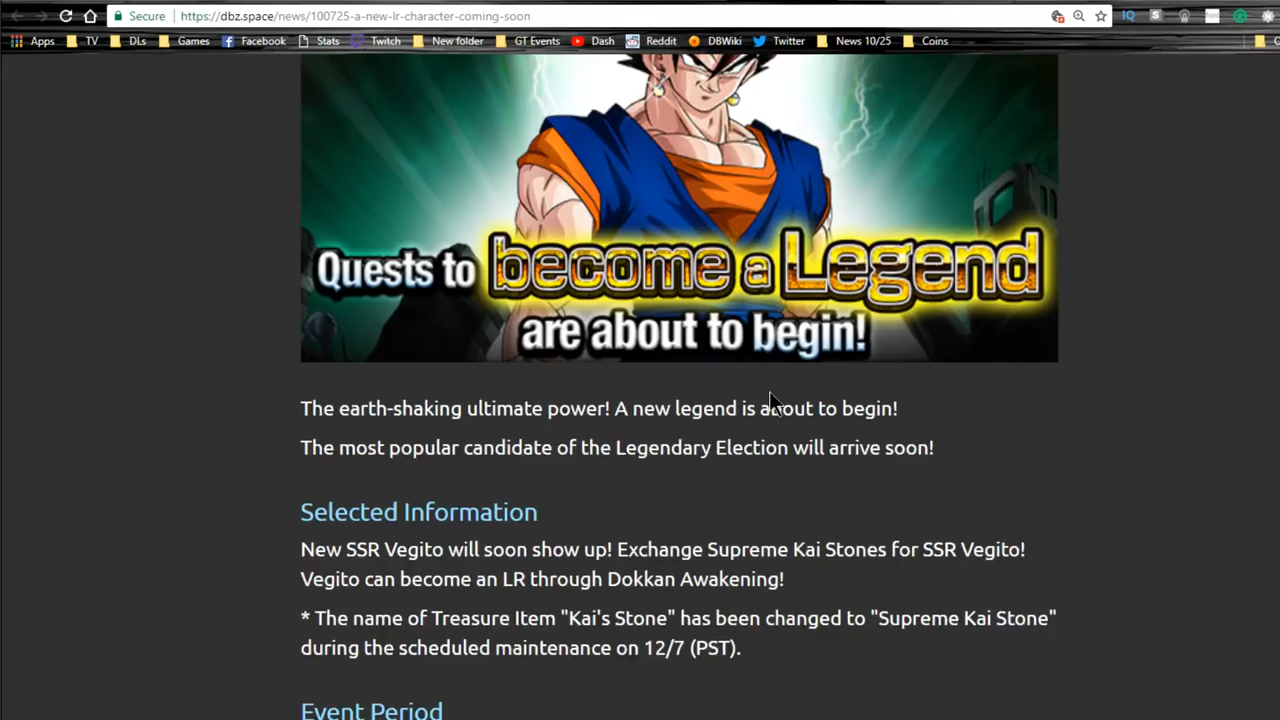 Secure https://dbz.space/news/100725-a-new-lr-character-coming-soon
Apps TV DLs Games Facebook Stats Twitch New folder GT Events Dash Reddit DBWiki Twitter News 10/25 Coins
Quests to become a Legend
are about to begin!
The earth-shaking ultimate power! A new legend is about to begin!
The most popular candidate of the Legendary Election will arrive soon!
Selected Information
New SSR Vegito will soon show up! Exchange Supreme Kai Stones for SSR Vegito!
Vegito can become an LR through Dokkan Awakening!
* The name of Treasure Item "Kai's Stone" has been changed to "Supreme Kai Stone"
during the scheduled maintenance on 12/7 (PST).
Event Period